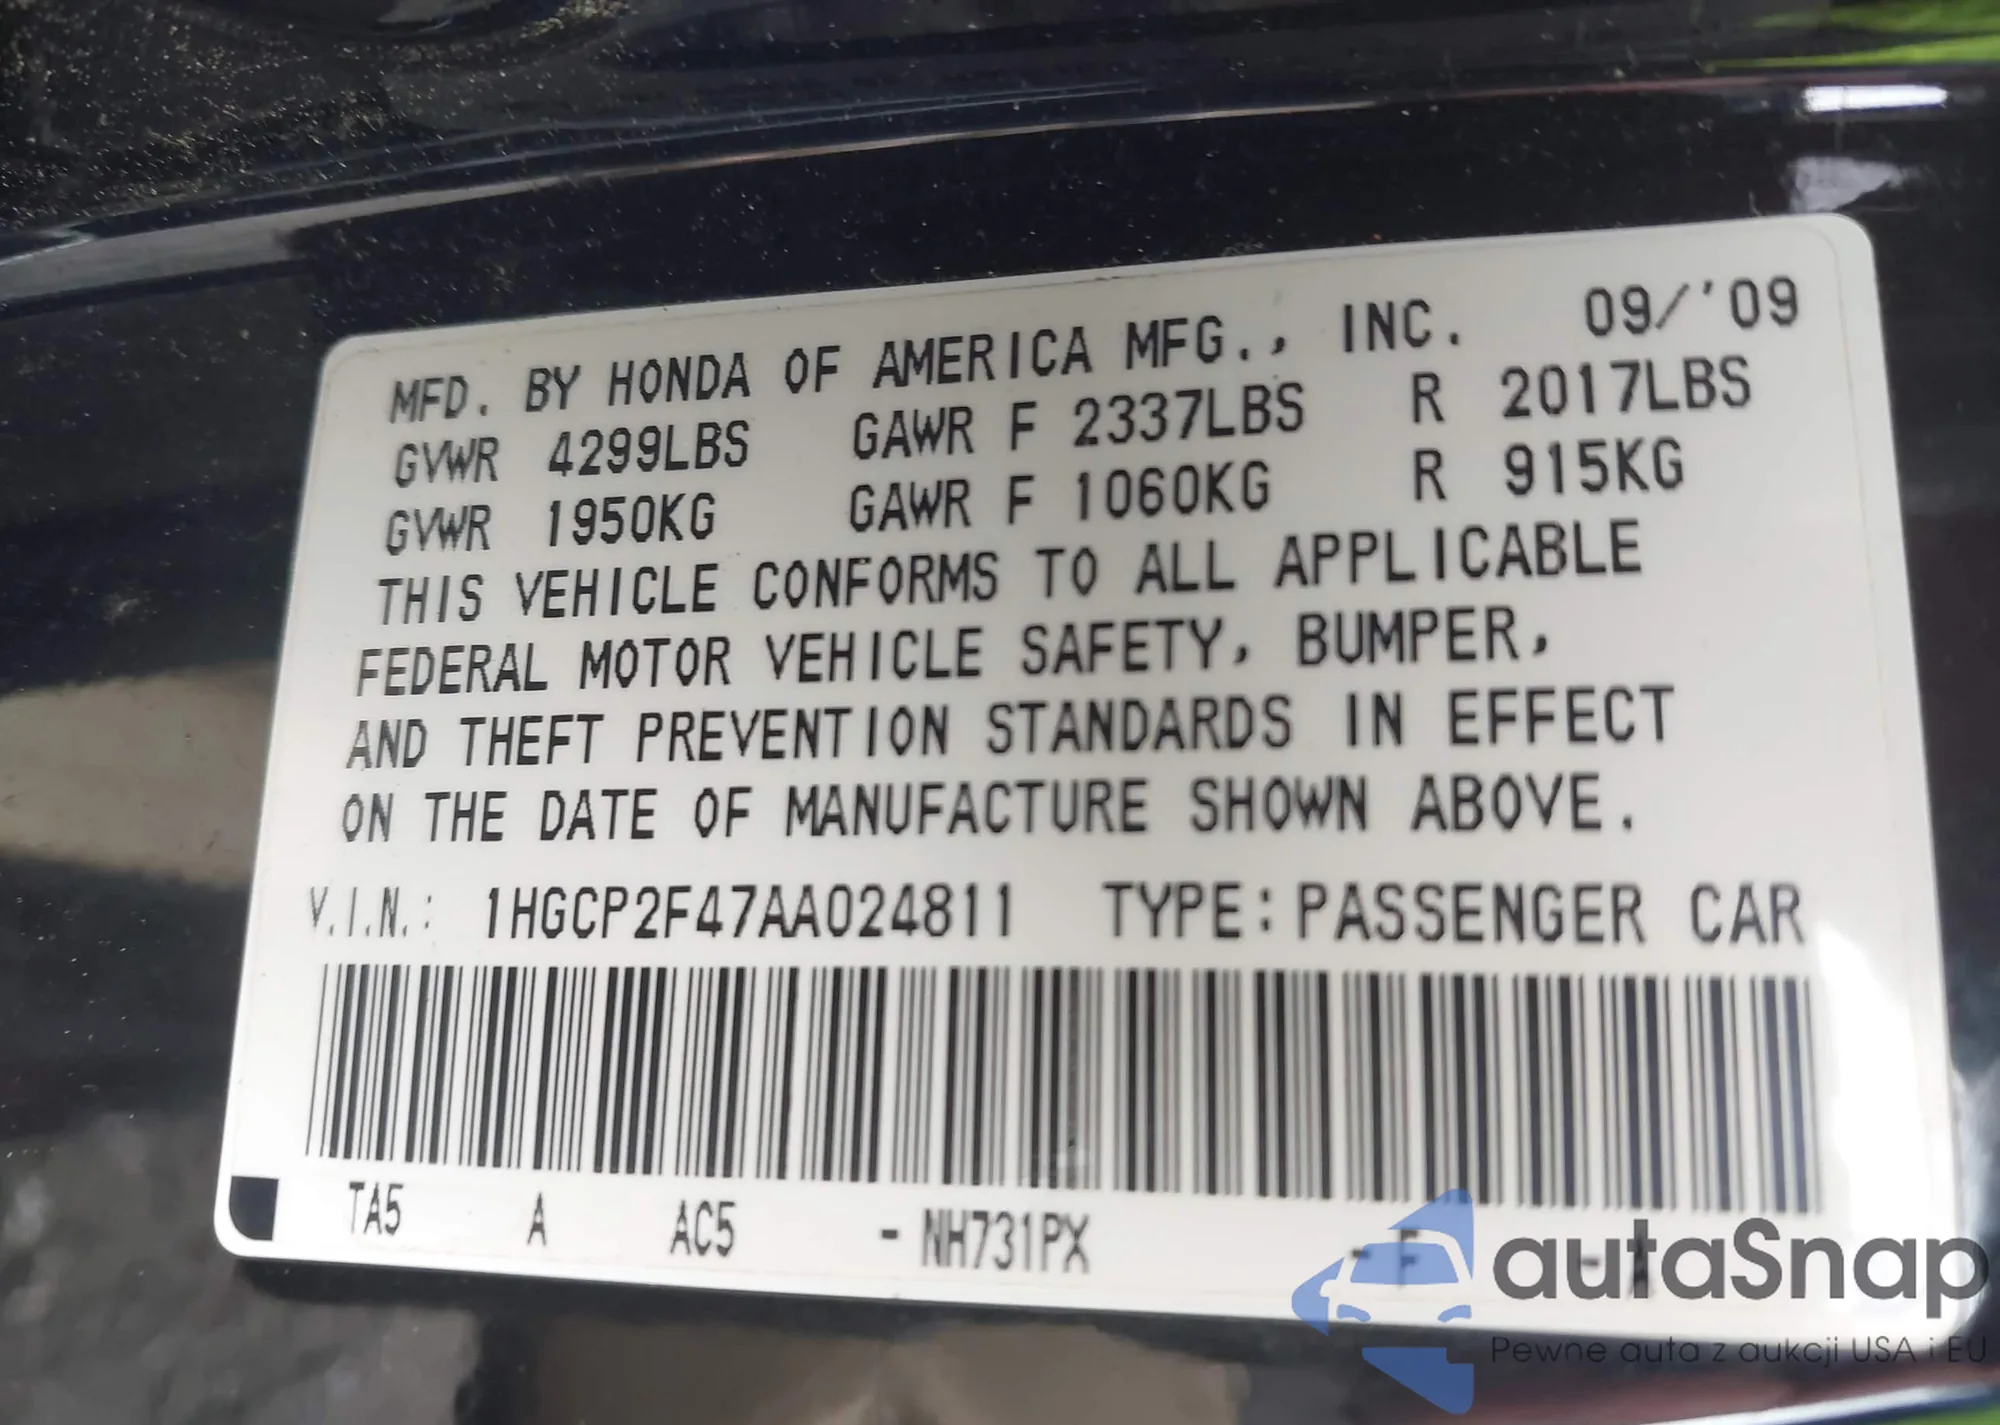 MFD. BY HONDA OF AMERICA MFG., INC. 09/'09
GVWR 4299LBS GAWR F 2337LBS R 2017LBS
GVWR 1950KG GAWR F 1060KG R 915KG
THIS VEHICLE CONFORMS TO ALL APPLICABLE
FEDERAL MOTOR VEHICLE SAFETY, BUMPER,
AND THEFT PREVENTION STANDARDS IN EFFECT
ON THE DATE OF MANUFACTURE SHOWN ABOVE.
V.I.N.: 1HGCP2F47AA024811 TYPE: PASSENGER CAR
TA5 A AC5 - NH731PX - F -
autaSnap
Pewne auta z aukcji USA i EU